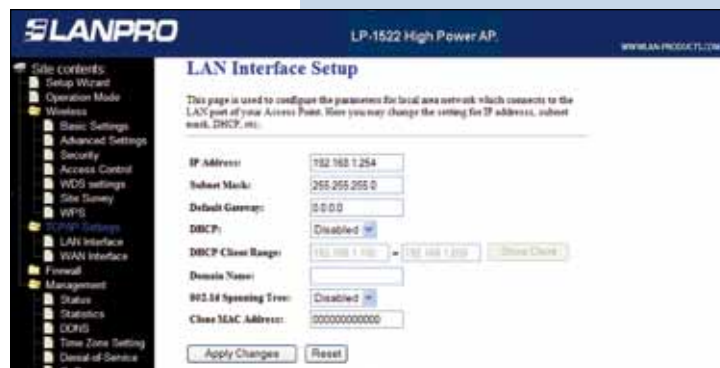 LANPRO
LP-1522 High Power AP.
Site contents:
Setup Wizard
Operation Mode
Wireless
Basic Settings
Advanced Settings
Security
Access Control
WDS settings
Site Survey
WPS
TCP/IP Settings
LAN Interface
WAN Interface
Firewall
Management
Status
Statistics
DDNS
Time Zone Setting
Denial-of-Service
LAN Interface Setup
This page is used to configure the parameters for local area network which connects to the
LAN port of your Access Point. Here you may change the setting for IP addresss, subnet
mask, DHCP, etc.
IP Address: 192.168.1.254
Subnet Mask: 255.255.255.0
Default Gateway: 0.0.0.0
DHCP: Disabled
DHCP Client Range: - Show Client
Domain Name:
802.1d Spanning Tree: Disabled
Clone MAC Address: 000000000000
Apply Changes Reset